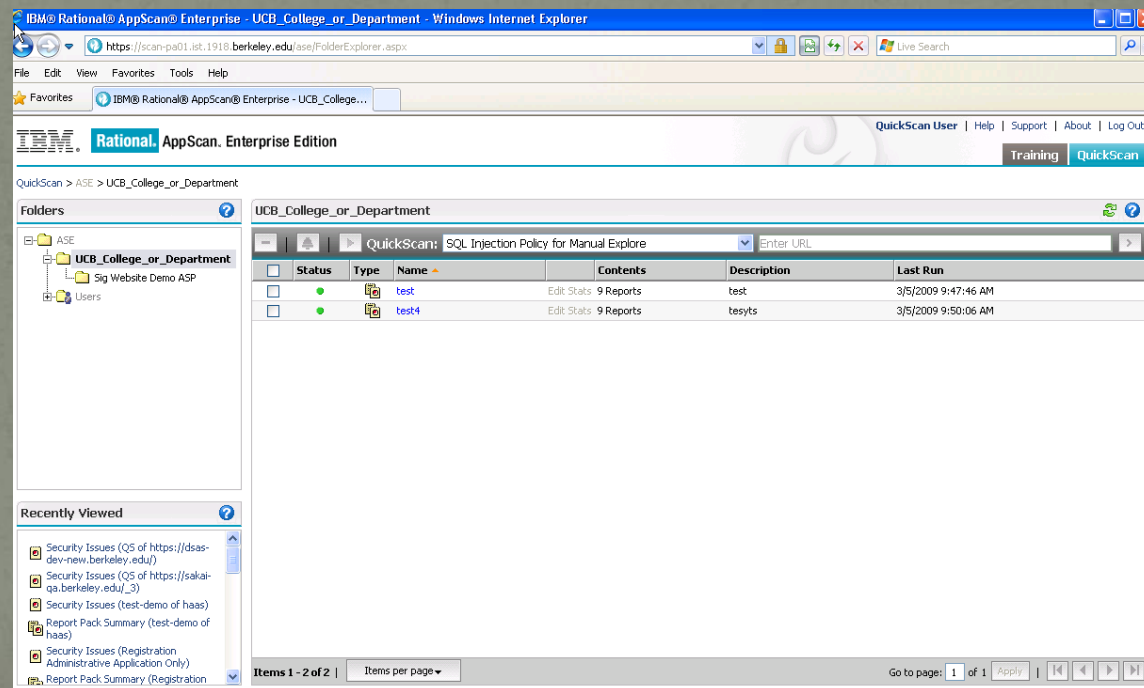 IBM® Rational® AppScan® Enterprise - UCB_College_or_Department - Windows Internet Explorer
https://scan-pa01.ist.1918.berkeley.edu/ase/FolderExplorer.aspx
Live Search
File Edit View Favorites Tools Help
Favorites IBM® Rational® AppScan® Enterprise - UCB_College...
IBM. Rational. AppScan. Enterprise Edition
QuickScan User | Help | Support | About | Log Out
Training QuickScan
QuickScan > ASE > UCB_College_or_Department
Folders
ASE
UCB_College_or_Department
Sig Website Demo ASP
Users
UCB_College_or_Department
QuickScan: SQL Injection Policy for Manual Explore Enter URL
Status Type Name Contents Description Last Run
test Edit Stats 9 Reports test 3/5/2009 9:47:46 AM
test4 Edit Stats 9 Reports tesyts 3/5/2009 9:50:06 AM
Recently Viewed
Security Issues (QS of https://dsas-
dev-new.berkeley.edu/)
Security Issues (QS of https://sakai-
qa.berkeley.edu/_3)
Security Issues (test-demo of haas)
Report Pack Summary (test-demo of
haas)
Security Issues (Registration
Administrative Application Only)
Report Pack Summary (Registration
Items 1 - 2 of 2 | Items per page
Go to page: 1 of 1 Apply |